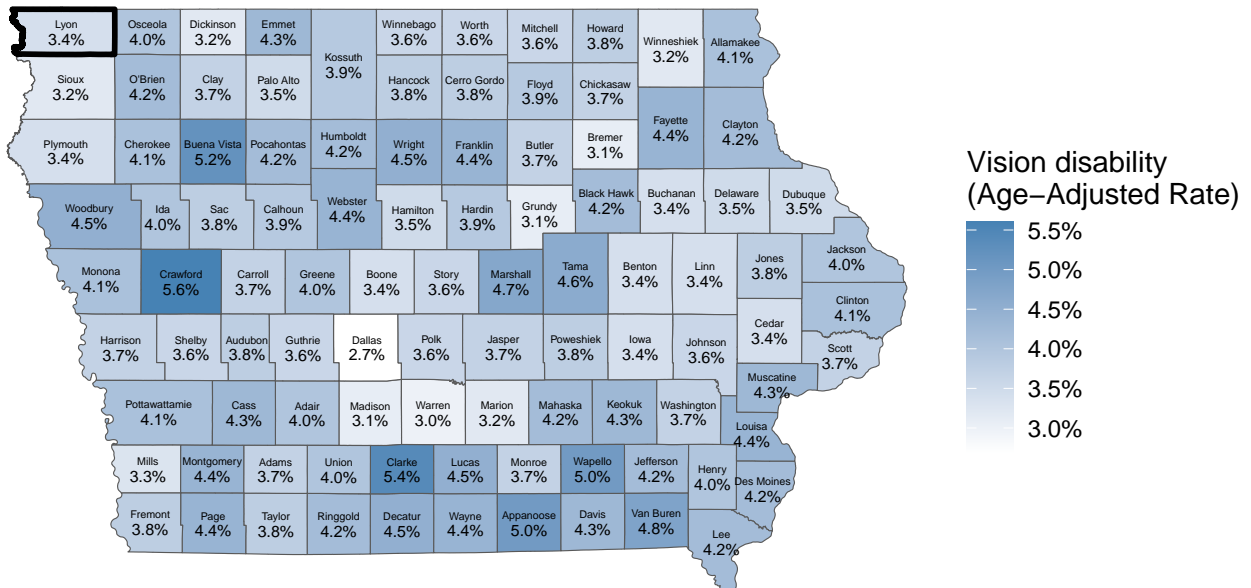 Lyon
3.4%
Osceola
4.0%
Dickinson
3.2%
Emmet
4.3%
Kossuth
3.9%
Winnebago
3.6%
Worth
3.6%
Mitchell
3.6%
Howard
3.8%
Winneshiek
3.2%
Allamakee
4.1%
Sioux
3.2%
O'Brien
4.2%
Clay
3.7%
Palo Alto
3.5%
Hancock
3.8%
Cerro Gordo
3.8%
Floyd
3.9%
Chickasaw
3.7%
Plymouth
3.4%
Cherokee
4.1%
Buena Vista
5.2%
Pocahontas
4.2%
Humboldt
4.2%
Wright
4.5%
Franklin
4.4%
Butler
3.7%
Bremer
3.1%
Fayette
4.4%
Clayton
4.2%
Woodbury
4.5%
Ida
4.0%
Sac
3.8%
Calhoun
3.9%
Webster
4.4%
Hamilton
3.5%
Hardin
3.9%
Grundy
3.1%
Black Hawk
4.2%
Buchanan
3.4%
Delaware
3.5%
Dubuque
3.5%
Monona
4.1%
Crawford
5.6%
Carroll
3.7%
Greene
4.0%
Boone
3.4%
Story
3.6%
Marshall
4.7%
Tama
4.6%
Benton
3.4%
Linn
3.4%
Jones
3.8%
Jackson
4.0%
Clinton
4.1%
Harrison
3.7%
Shelby
3.6%
Audubon
3.8%
Guthrie
3.6%
Dallas
2.7%
Polk
3.6%
Jasper
3.7%
Poweshiek
3.8%
Iowa
3.4%
Johnson
3.6%
Cedar
3.4%
Scott
3.7%
Muscatine
4.3%
Pottawattamie
4.1%
Cass
4.3%
Adair
4.0%
Madison
3.1%
Warren
3.0%
Marion
3.2%
Mahaska
4.2%
Keokuk
4.3%
Washington
3.7%
Louisa
4.4%
Mills
3.3%
Montgomery
4.4%
Adams
3.7%
Union
4.0%
Clarke
5.4%
Lucas
4.5%
Monroe
3.7%
Wapello
5.0%
Jefferson
4.2%
Henry
4.0%
Des Moines
4.2%
Fremont
3.8%
Page
4.4%
Taylor
3.8%
Ringgold
4.2%
Decatur
4.5%
Wayne
4.4%
Appanoose
5.0%
Davis
4.3%
Van Buren
4.8%
Lee
4.2%
Vision disability
(Age−Adjusted Rate)
5.5%
5.0%
4.5%
4.0%
3.5%
3.0%